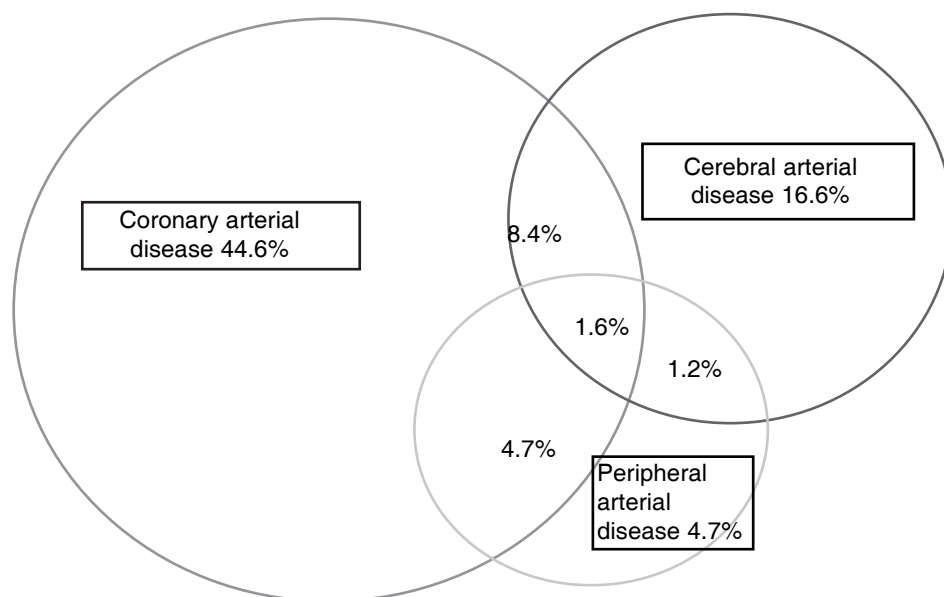 Cerebral arterial
disease 16.6%
Coronary arterial
disease 44.6%
8.4%
1.6%
1.2%
4.7%
Peripheral
arterial
disease 4.7%